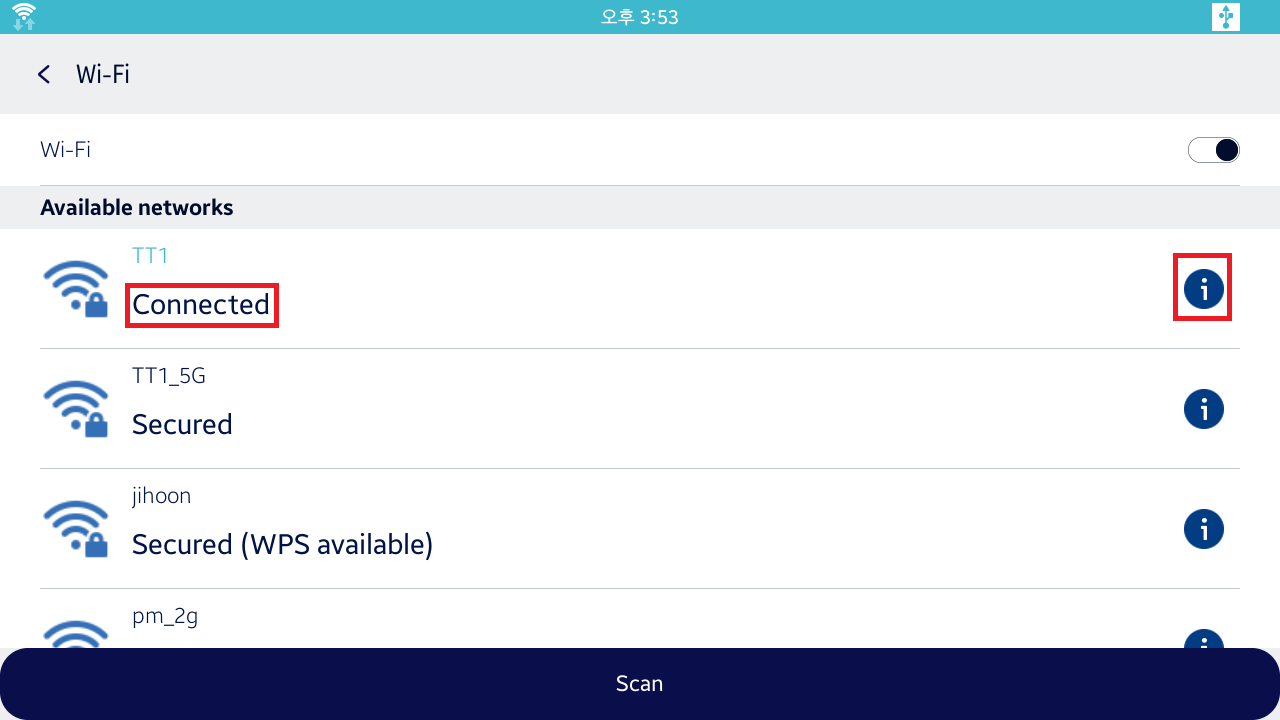 오후 3:53
Wi-Fi
Wi-Fi
Available networks
TT1
Connected
TT1_5G
Secured
jihoon
Secured (WPS available)
pm_2g
Scan